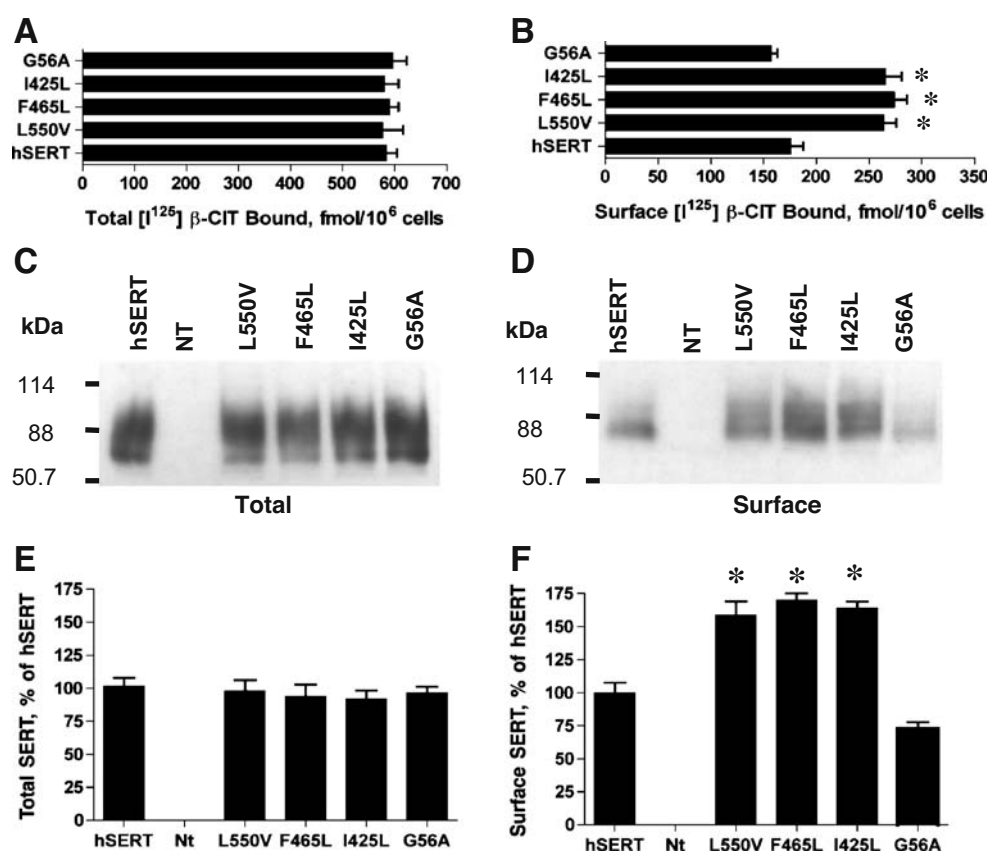 A
G56A
I425L
F465L
L550V
hSERT
0 100 200 300 400 500 600 700
Total [I¹²⁵] β-CIT Bound, fmol/10⁶ cells
B
G56A
I425L *
F465L *
L550V *
hSERT
0 50 100 150 200 250 300 350
Surface [I¹²⁵] β-CIT Bound, fmol/10⁶ cells
C
kDa
hSERT NT L550V F465L I425L G56A
114
88
50.7
Total
D
kDa
hSERT NT L550V F465L I425L G56A
114
88
50.7
Surface
E
Total SERT, % of hSERT
175
150
125
100
75
50
25
0
hSERT Nt L550V F465L I425L G56A
F
Surface SERT, % of hSERT
* * *
175
150
125
100
75
50
25
0
hSERT Nt L550V F465L I425L G56A